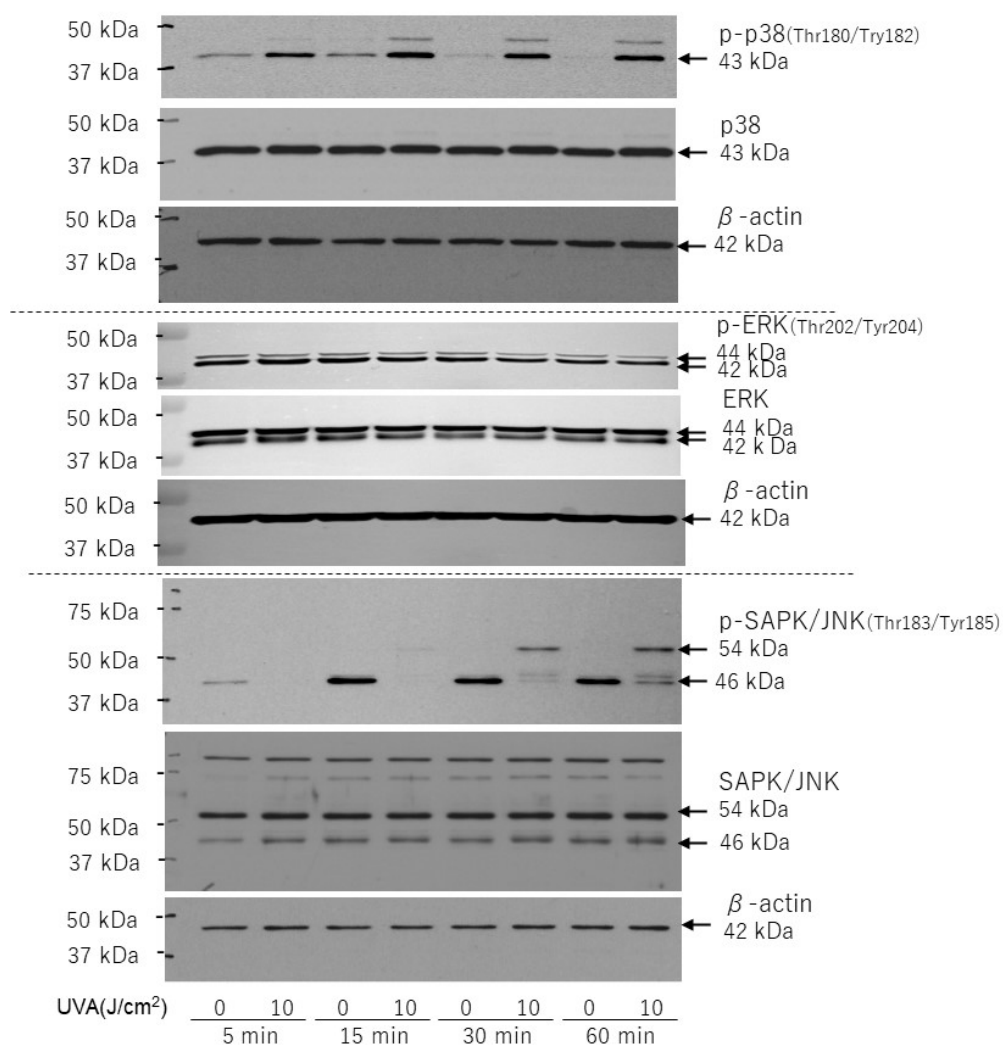 50 kDa
37 kDa
p-p38(Thr180/Try182)
43 kDa
50 kDa
37 kDa
p38
43 kDa
50 kDa
37 kDa
β-actin
42 kDa
50 kDa
37 kDa
p-ERK(Thr202/Tyr204)
44 kDa
42 kDa
50 kDa
37 kDa
ERK
44 kDa
42 k Da
50 kDa
37 kDa
β-actin
42 kDa
75 kDa
50 kDa
37 kDa
p-SAPK/JNK(Thr183/Tyr185)
54 kDa
46 kDa
75 kDa
50 kDa
37 kDa
SAPK/JNK
54 kDa
46 kDa
50 kDa
37 kDa
β-actin
42 kDa
UVA(J/cm²) 0 10 0 10 0 10 0 10
5 min 15 min 30 min 60 min